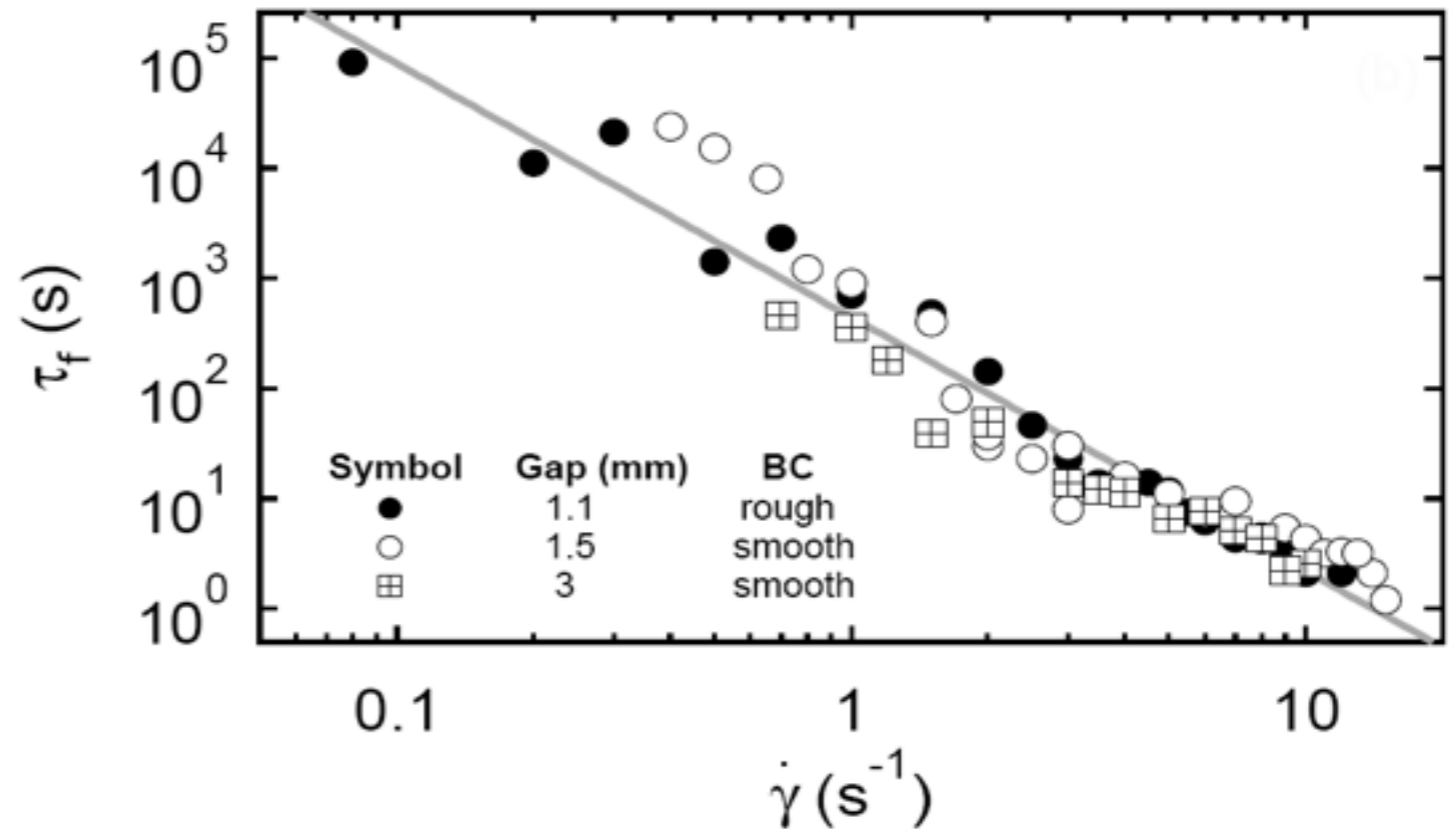 (b)
10^5
10^4
10^3
10^2
10^1
10^0
τ_f (s)
Symbol Gap (mm) BC
1.1 rough
1.5 smooth
3 smooth
0.1 1 10
γ̇ (s^-1)